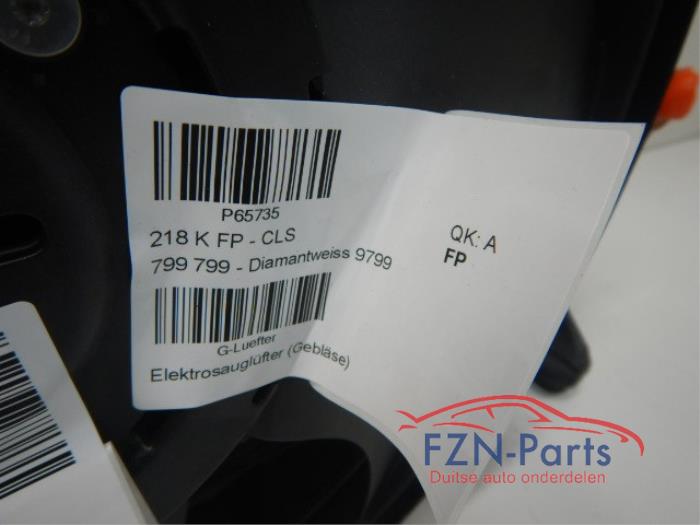 P65735
218 K FP - CLS
799 799 - Diamantweiss 9799
QK: A
FP
G-Luefter
Elektrosauglüfter (Gebläse)
FZN-Parts
Duitse auto onderdelen